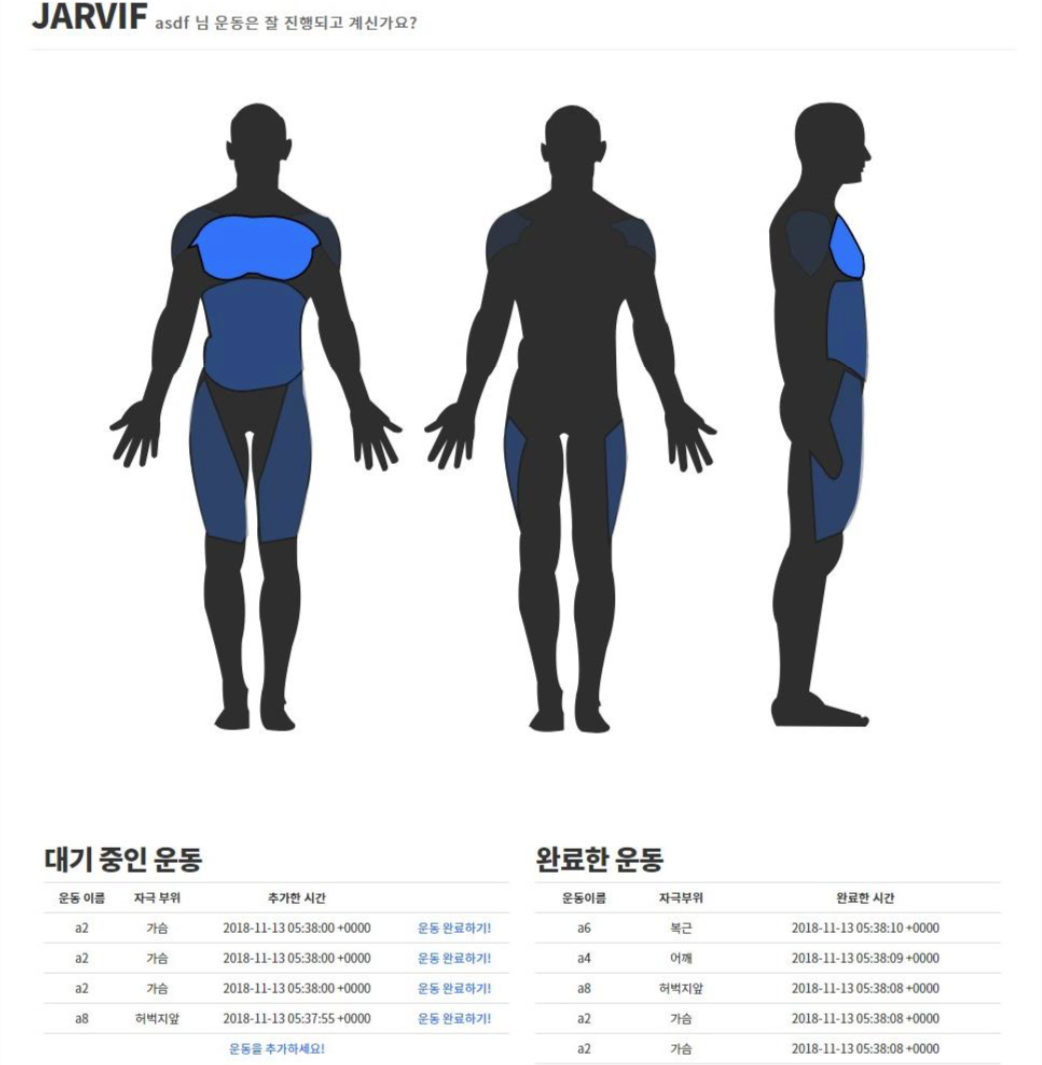 JARVIF asdf 님 운동은 잘 진행되고 계신가요?
대기 중인 운동
운동 이름 자극 부위 추가한 시간
a2 가슴 2018-11-13 05:38:00 +0000 운동 완료하기!
a2 가슴 2018-11-13 05:38:00 +0000 운동 완료하기!
a2 가슴 2018-11-13 05:38:00 +0000 운동 완료하기!
a8 허벅지앞 2018-11-13 05:37:55 +0000 운동 완료하기!
운동을 추가하세요!
완료한 운동
운동이름 자극부위 완료한 시간
a6 복근 2018-11-13 05:38:10 +0000
a4 어깨 2018-11-13 05:38:09 +0000
a8 허벅지앞 2018-11-13 05:38:08 +0000
a2 가슴 2018-11-13 05:38:08 +0000
a2 가슴 2018-11-13 05:38:08 +0000